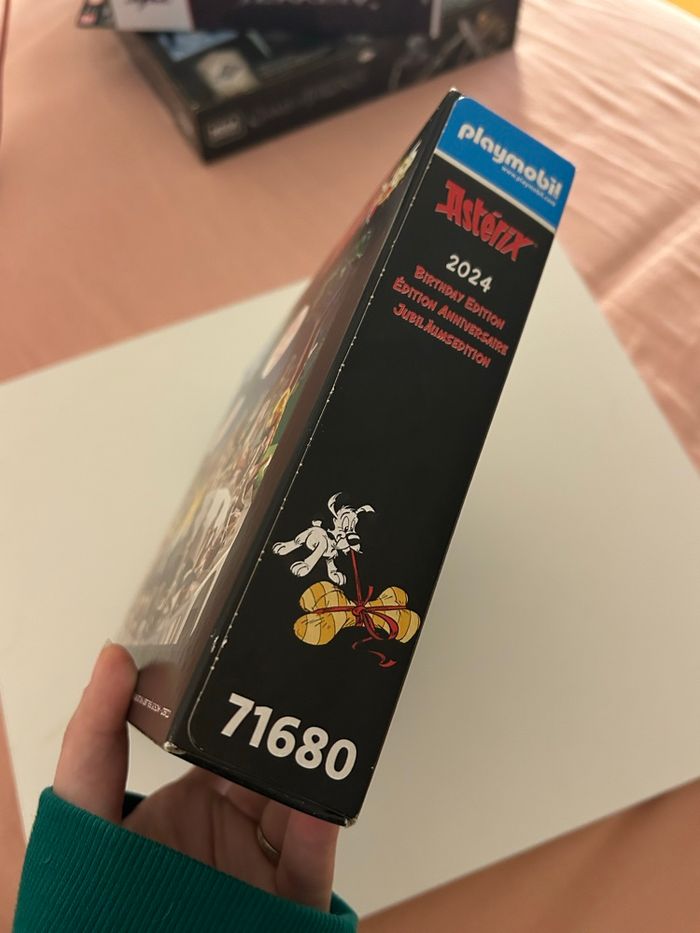 playmobil
www.playmobil.com
Astérix
2024
BIRTHDAY EDITION
ÉDITION ANNIVERSAIRE
JUBILÄUMSEDITION
71680